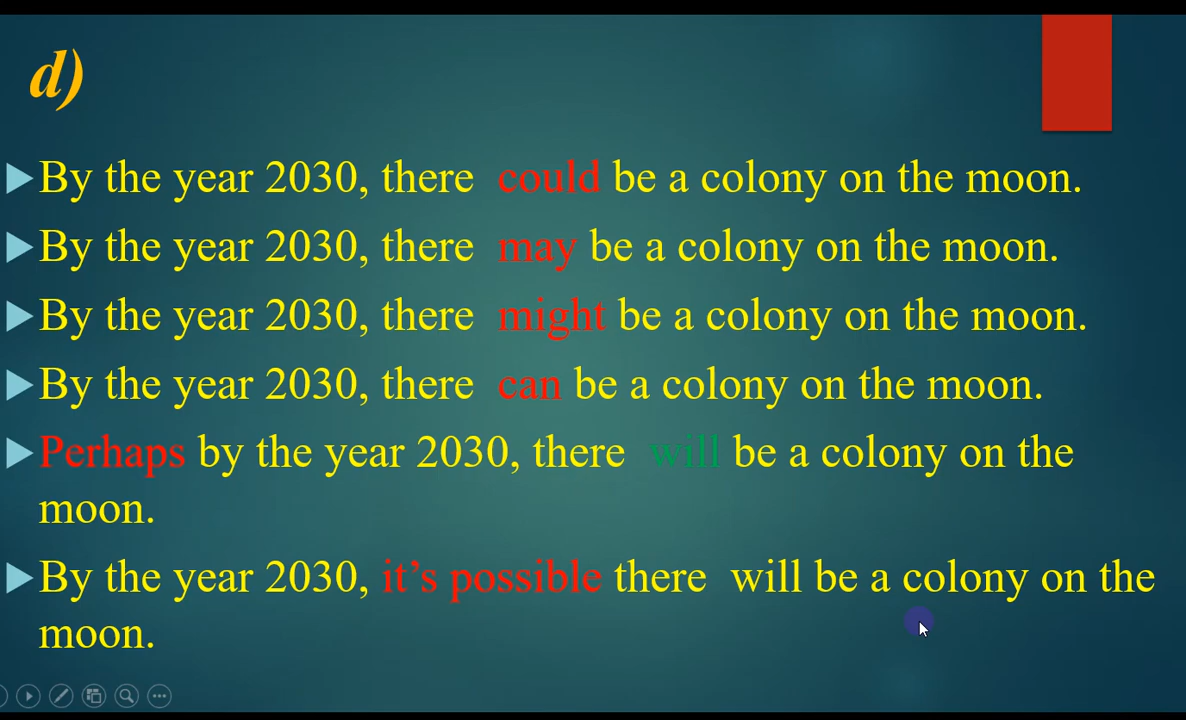 d)
By the year 2030, there could be a colony on the moon.
By the year 2030, there may be a colony on the moon.
By the year 2030, there might be a colony on the moon.
By the year 2030, there can be a colony on the moon.
Perhaps by the year 2030, there will be a colony on the
moon.
By the year 2030, it’s possible there will be a colony on the
moon.